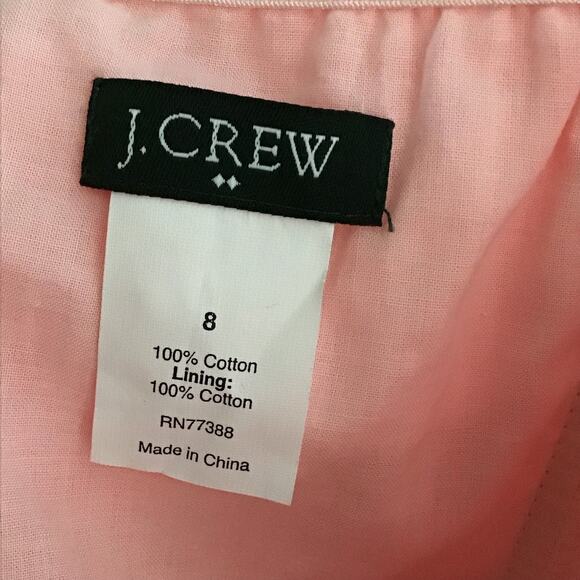 J. CREW
8
100% Cotton
Lining:
100% Cotton
RN77388
Made in China